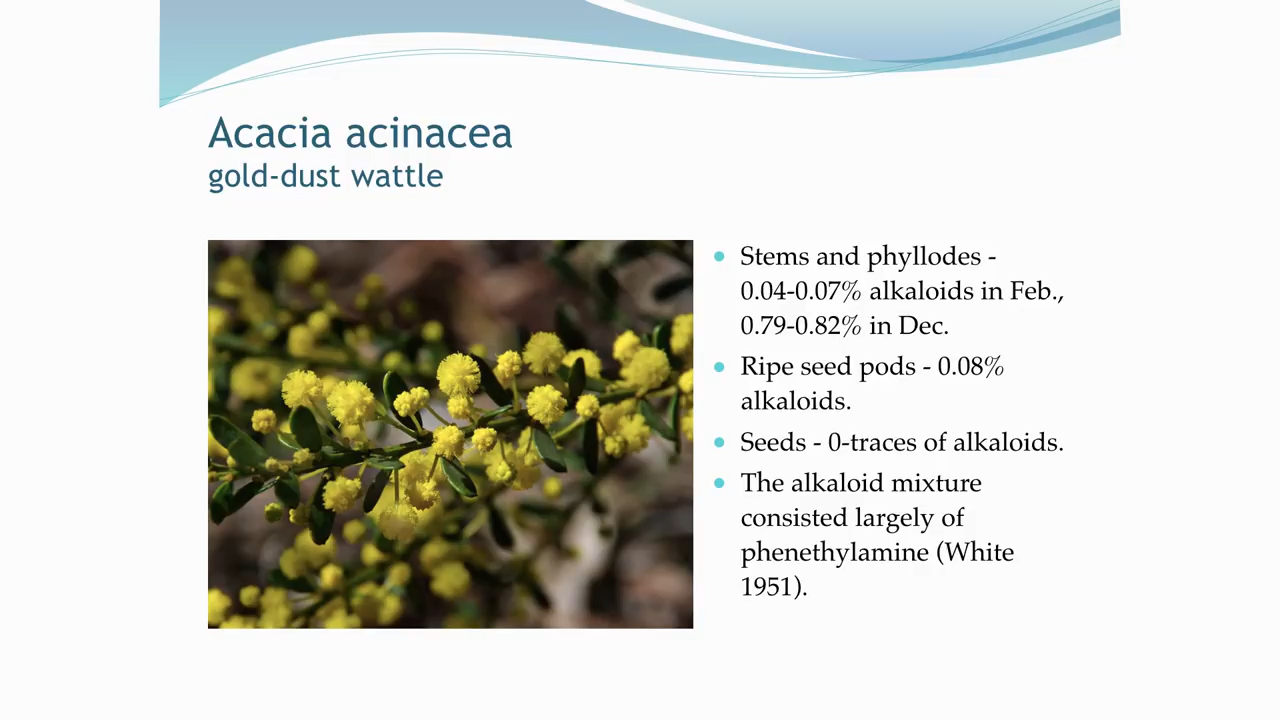 Acacia acinacea
gold-dust wattle
• Stems and phyllodes -
0.04-0.07% alkaloids in Feb.,
0.79-0.82% in Dec.
• Ripe seed pods - 0.08%
alkaloids.
• Seeds - 0-traces of alkaloids.
• The alkaloid mixture
consisted largely of
phenethylamine (White
1951).